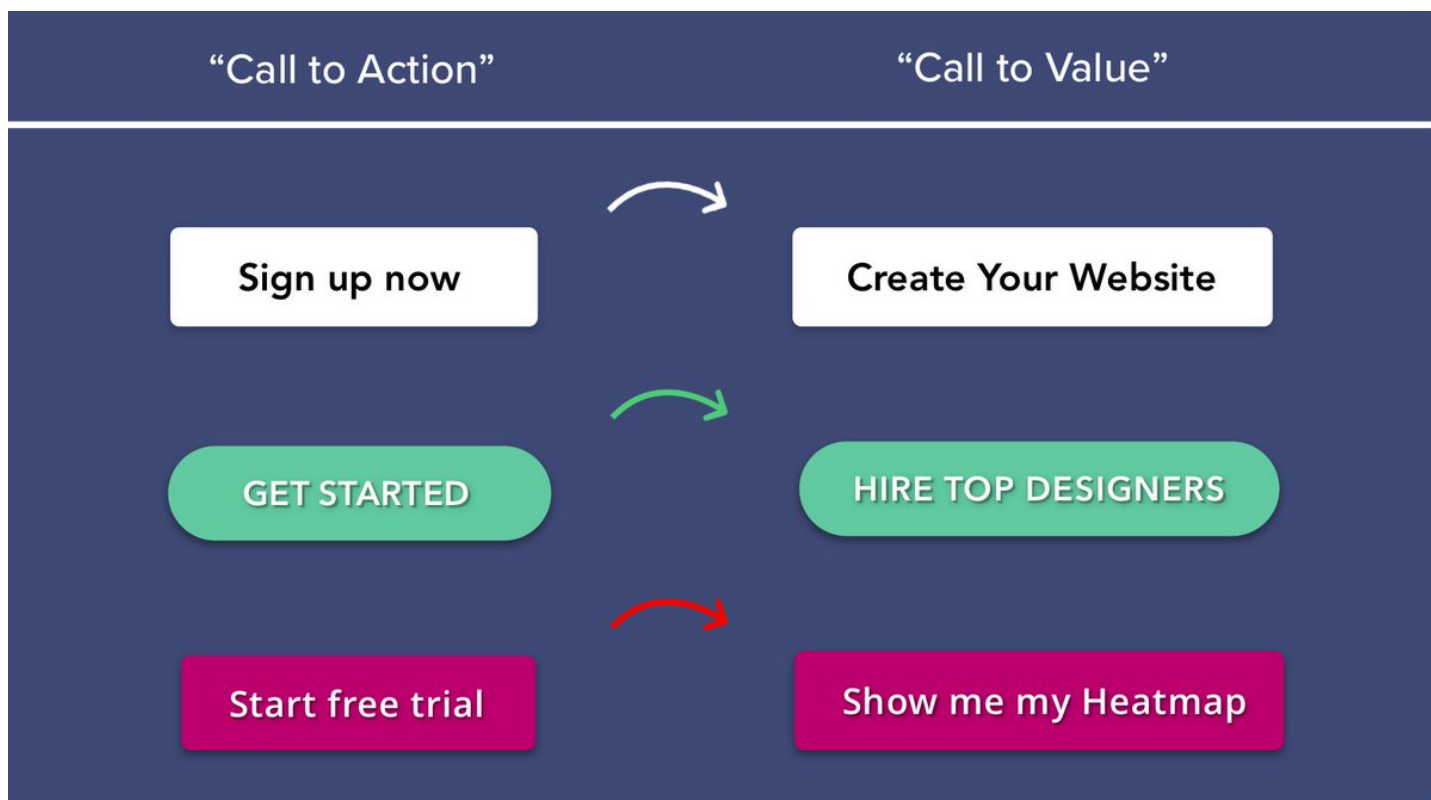 “Call to Action”
“Call to Value”
Sign up now
Create Your Website
GET STARTED
HIRE TOP DESIGNERS
Start free trial
Show me my Heatmap